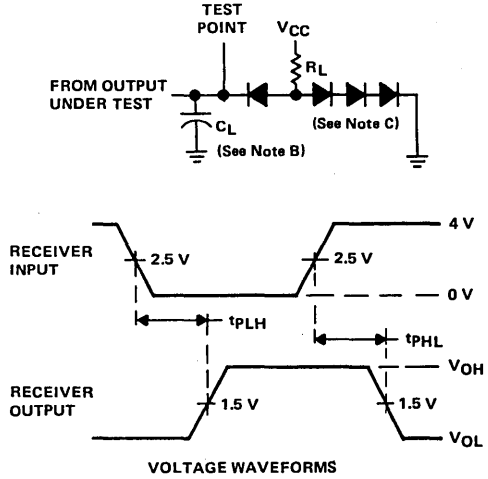 TEST
POINT
VCC
RL
FROM OUTPUT
UNDER TEST
CL
(See Note B)
(See Note C)
4 V
RECEIVER
INPUT
2.5 V
2.5 V
0 V
tPLH
tPHL
VOH
RECEIVER
OUTPUT
1.5 V
1.5 V
VOL
VOLTAGE WAVEFORMS